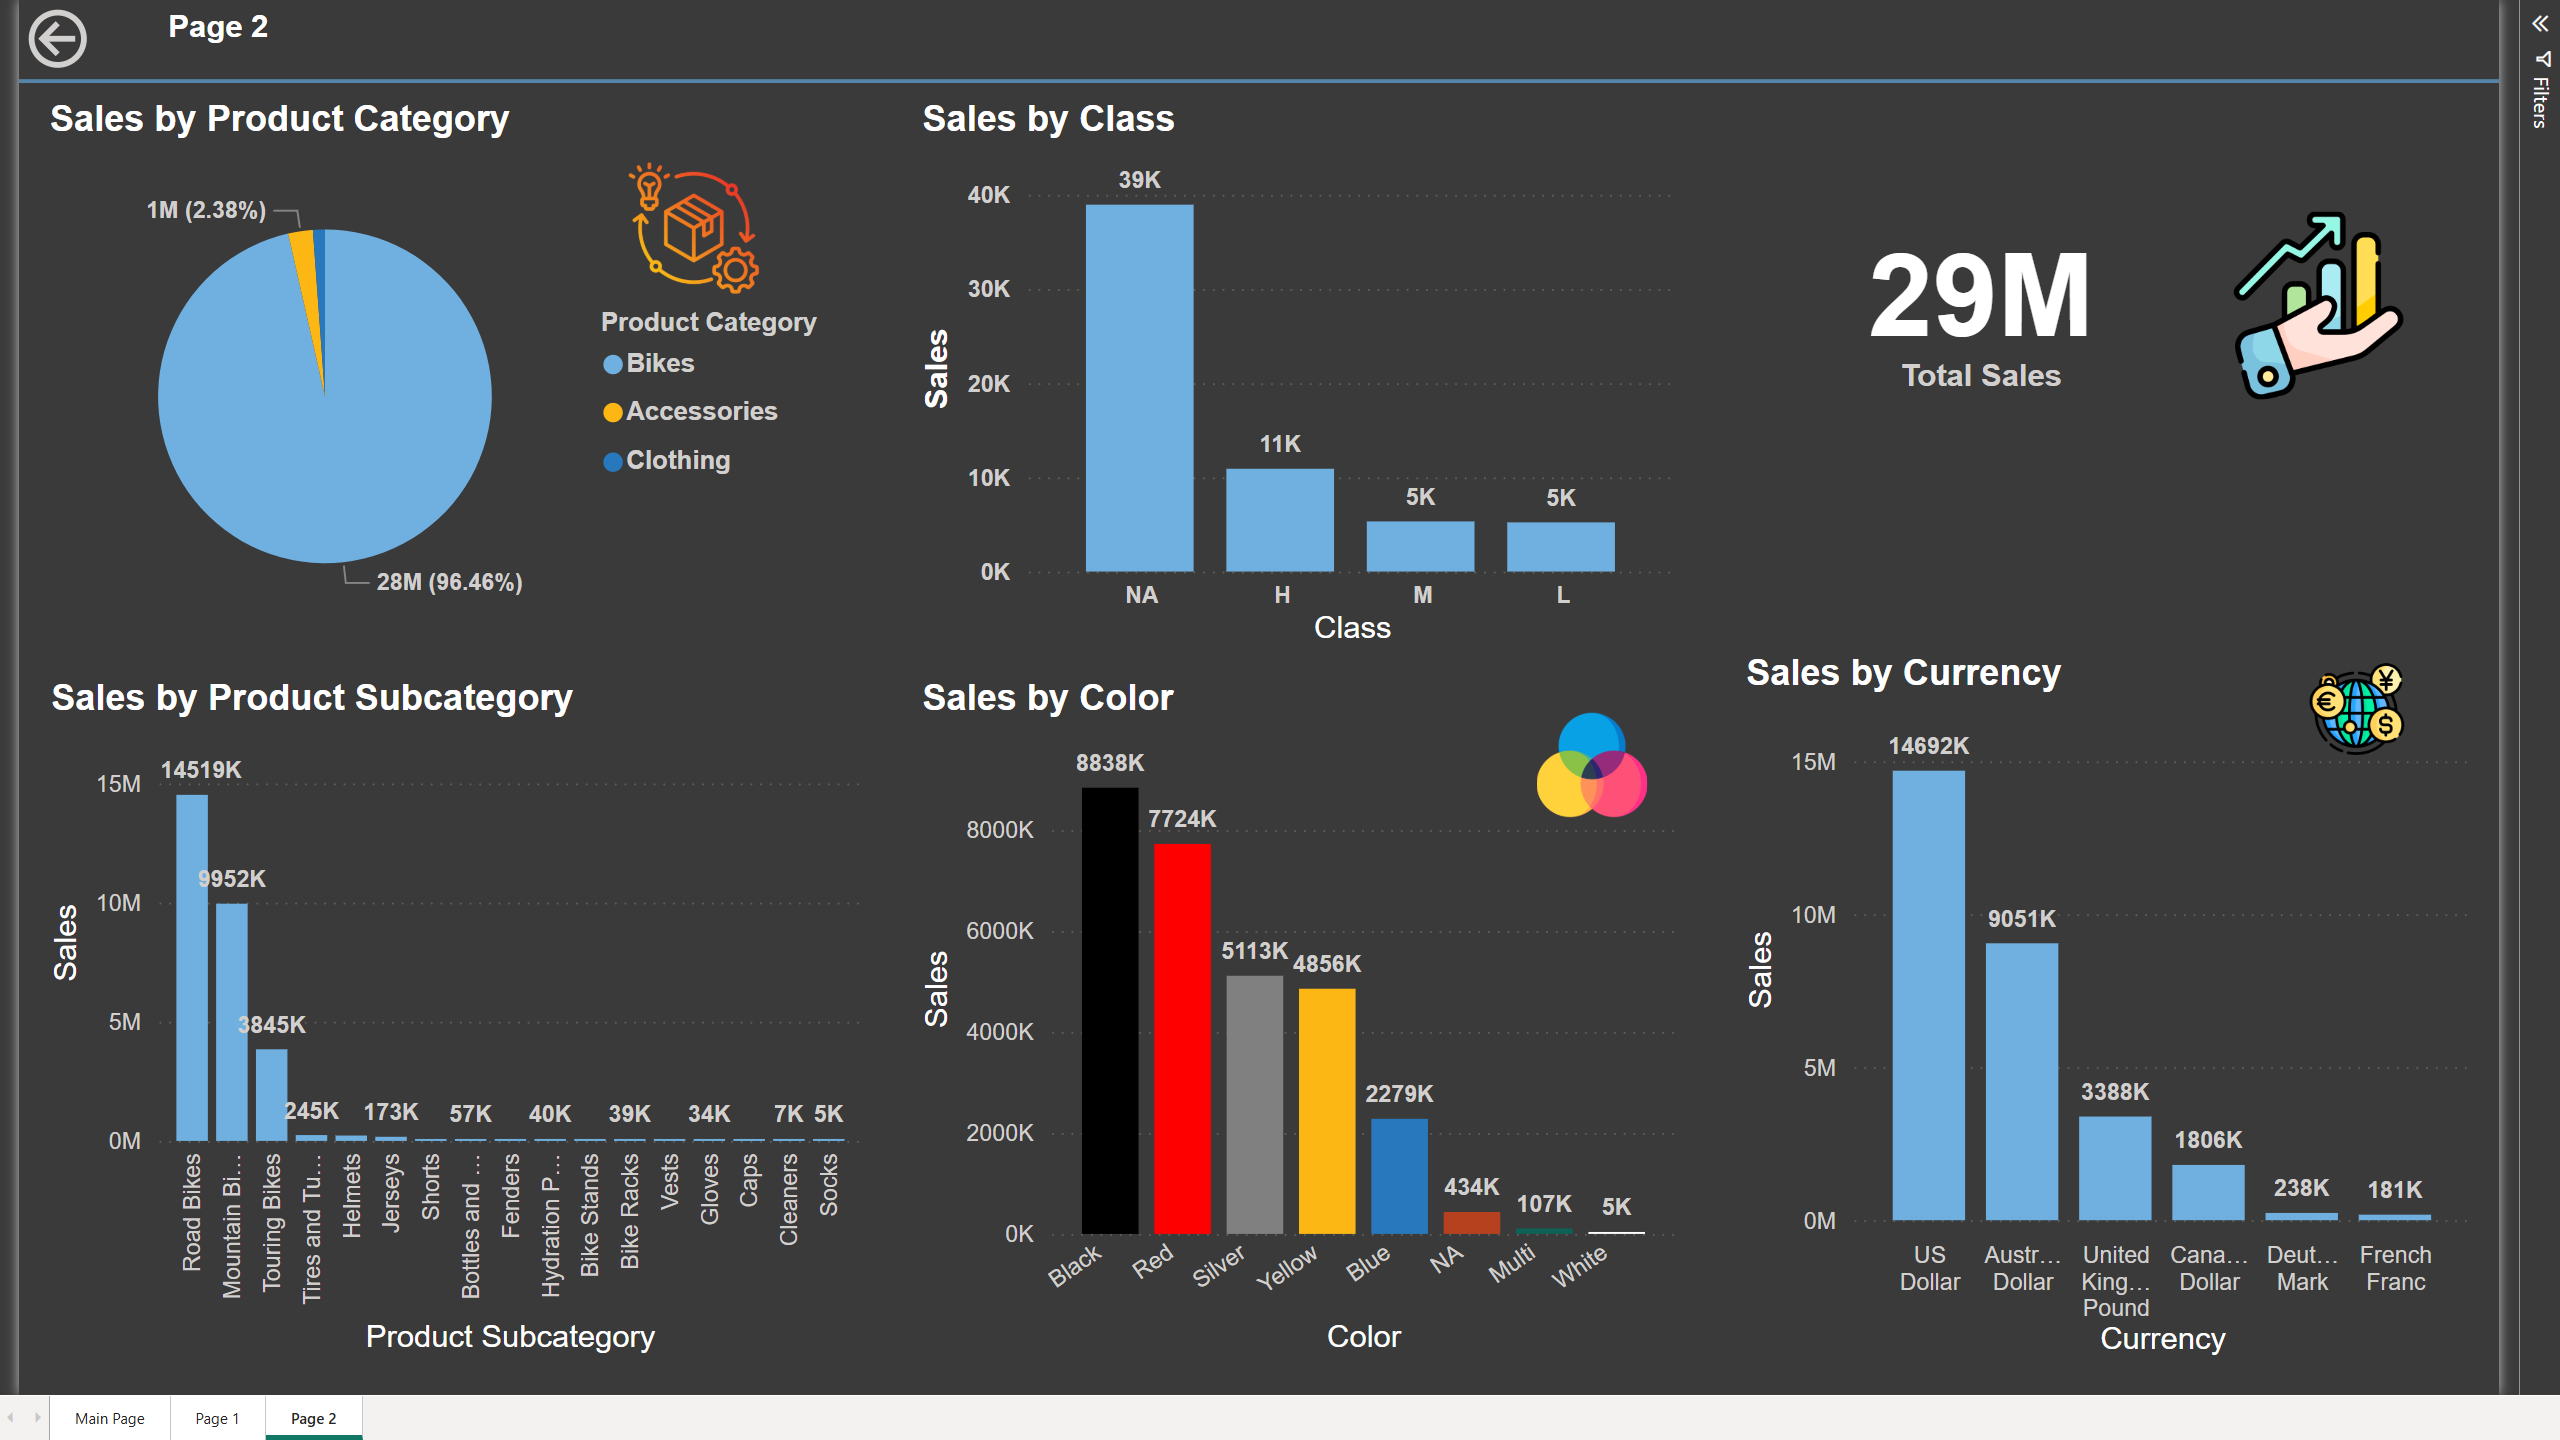 Page 2
Filters
Sales by Product Category
1M (2.38%)
28M (96.46%)
Product Category
Bikes
Accessories
Clothing
Sales by Class
Sales
40K
30K
20K
10K
0K
39K
11K
5K
5K
NA
H
M
L
Class
29M
Total Sales
Sales by Product Subcategory
Sales
15M
10M
5M
0M
14519K
9952K
3845K
245K
173K
57K
40K
39K
34K
7K
5K
Road Bikes
Mountain Bi...
Touring Bikes
Tires and Tu...
Helmets
Jerseys
Shorts
Bottles and ...
Fenders
Hydration P...
Bike Stands
Bike Racks
Vests
Gloves
Caps
Cleaners
Socks
Product Subcategory
Sales by Color
Sales
8000K
6000K
4000K
2000K
0K
8838K
7724K
5113K
4856K
2279K
434K
107K
5K
Black
Red
Silver
Yellow
Blue
NA
Multi
White
Color
Sales by Currency
€
¥
$
Sales
15M
10M
5M
0M
14692K
9051K
3388K
1806K
238K
181K
US
Dollar
Austr...
Dollar
United
King...
Pound
Cana...
Dollar
Deut...
Mark
French
Franc
Currency
Main Page
Page 1
Page 2